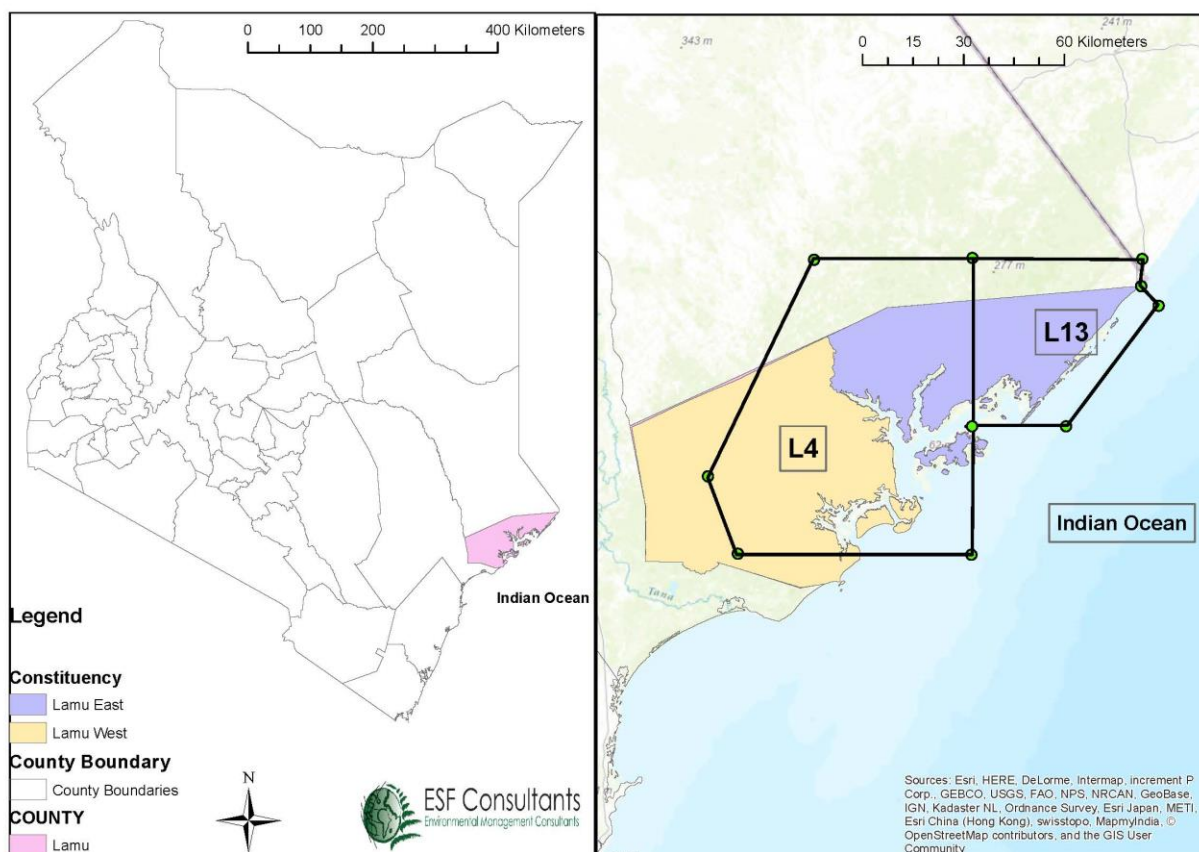 0 100 200 400 Kilometers
Indian Ocean
Legend
Constituency
Lamu East
Lamu West
County Boundary
County Boundaries
COUNTY
Lamu
N
ESF Consultants
Environmental Management Consultants
241 m
343 m
0 15 30 60 Kilometers
277 m
L13
L4
62
Indian Ocean
Tana
Sources: Esri, HERE, DeLorme, Intermap, increment P
Corp., GEBCO, USGS, FAO, NPS, NRCAN, GeoBase,
IGN, Kadaster NL, Ordnance Survey, Esri Japan, METI,
Esri China (Hong Kong), swisstopo, MapmyIndia, ©
OpenStreetMap contributors, and the GIS User
Community